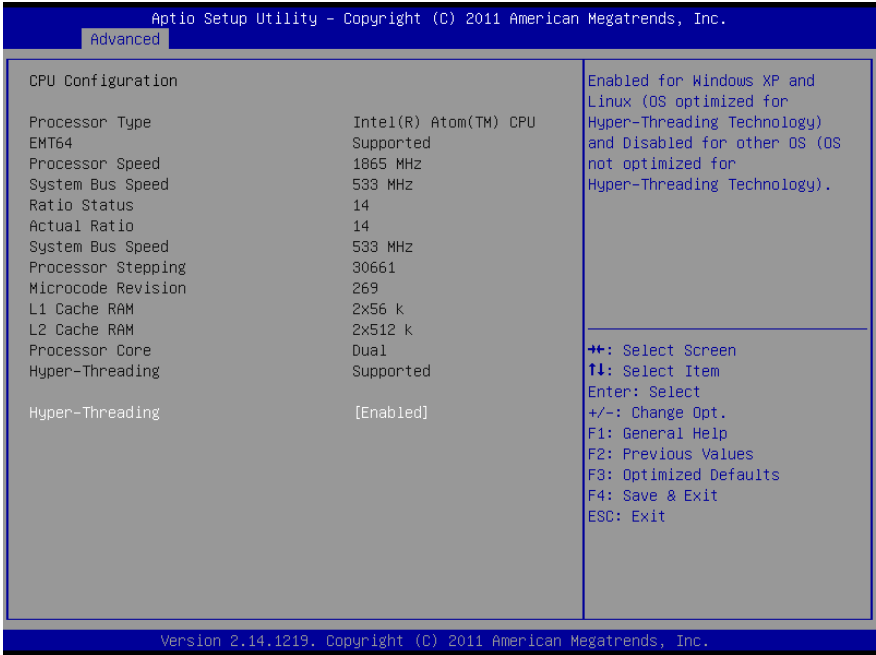 Aptio Setup Utility – Copyright (C) 2011 American Megatrends, Inc.
Advanced
CPU Configuration
Processor Type Intel(R) Atom(TM) CPU
EMT64 Supported
Processor Speed 1865 MHz
System Bus Speed 533 MHz
Ratio Status 14
Actual Ratio 14
System Bus Speed 533 MHz
Processor Stepping 30661
Microcode Revision 269
L1 Cache RAM 2x56 k
L2 Cache RAM 2x512 k
Processor Core Dual
Hyper-Threading Supported
Hyper-Threading [Enabled]
Enabled for Windows XP and
Linux (OS optimized for
Hyper-Threading Technology)
and Disabled for other OS (OS
not optimized for
Hyper-Threading Technology).
→←: Select Screen
↑↓: Select Item
Enter: Select
+/-: Change Opt.
F1: General Help
F2: Previous Values
F3: Optimized Defaults
F4: Save & Exit
ESC: Exit
Version 2.14.1219. Copyright (C) 2011 American Megatrends, Inc.